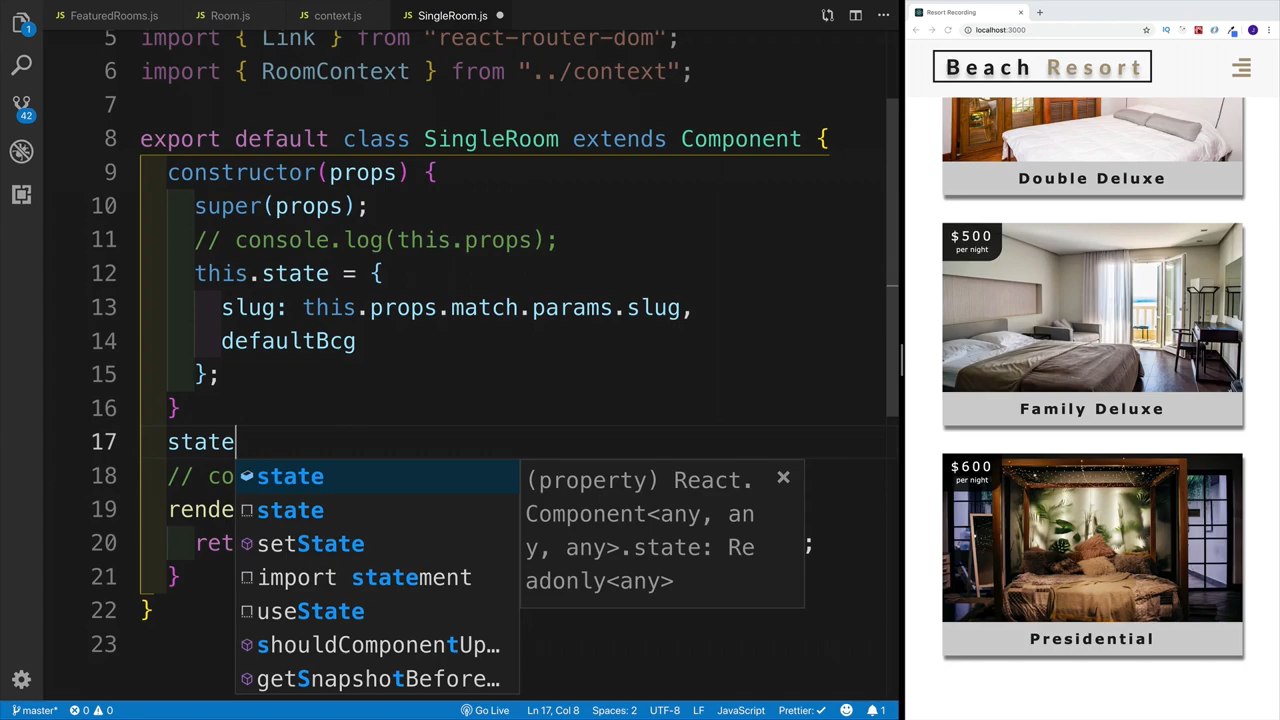 FeaturedRooms.js
Room.js
context.js
SingleRoom.js
5 import { Link } from "react-router-dom";
6 import { RoomContext } from "../context";
7
8 export default class SingleRoom extends Component {
9 constructor(props) {
10 super(props);
11 // console.log(this.props);
12 this.state = {
13 slug: this.props.match.params.slug,
14 defaultBcg
15 };
16 }
17 state
18 // co
19 rende
20 ret ;
21 }
22 }
23
state
state
setState
import statement
useState
shouldComponentUp…
getSnapshotBefore…
(property) React.
Component<any, an
y, any>.state: Re
adonly<any>
1
42
master*
0
0
Go Live
Ln 17, Col 8
Spaces: 2
UTF-8
LF
JavaScript
Prettier: ✓
1
Resort Recording
localhost:3000
IQ
J
Beach Resort
Double Deluxe
$500
per night
Family Deluxe
$600
per night
Presidential